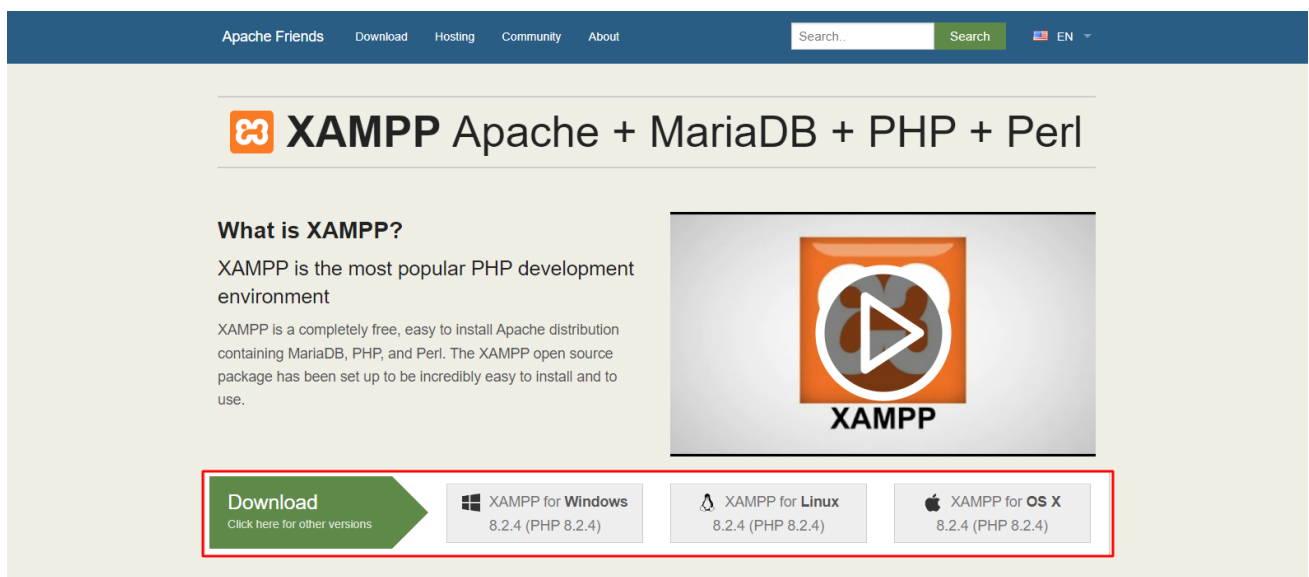 Apache Friends Download Hosting Community About Search.. Search EN
XAMPP Apache + MariaDB + PHP + Perl
What is XAMPP?
XAMPP is the most popular PHP development
environment
XAMPP is a completely free, easy to install Apache distribution
containing MariaDB, PHP, and Perl. The XAMPP open source
package has been set up to be incredibly easy to install and to
use.
XAMPP
Download
Click here for other versions
XAMPP for Windows
8.2.4 (PHP 8.2.4)
XAMPP for Linux
8.2.4 (PHP 8.2.4)
XAMPP for OS X
8.2.4 (PHP 8.2.4)